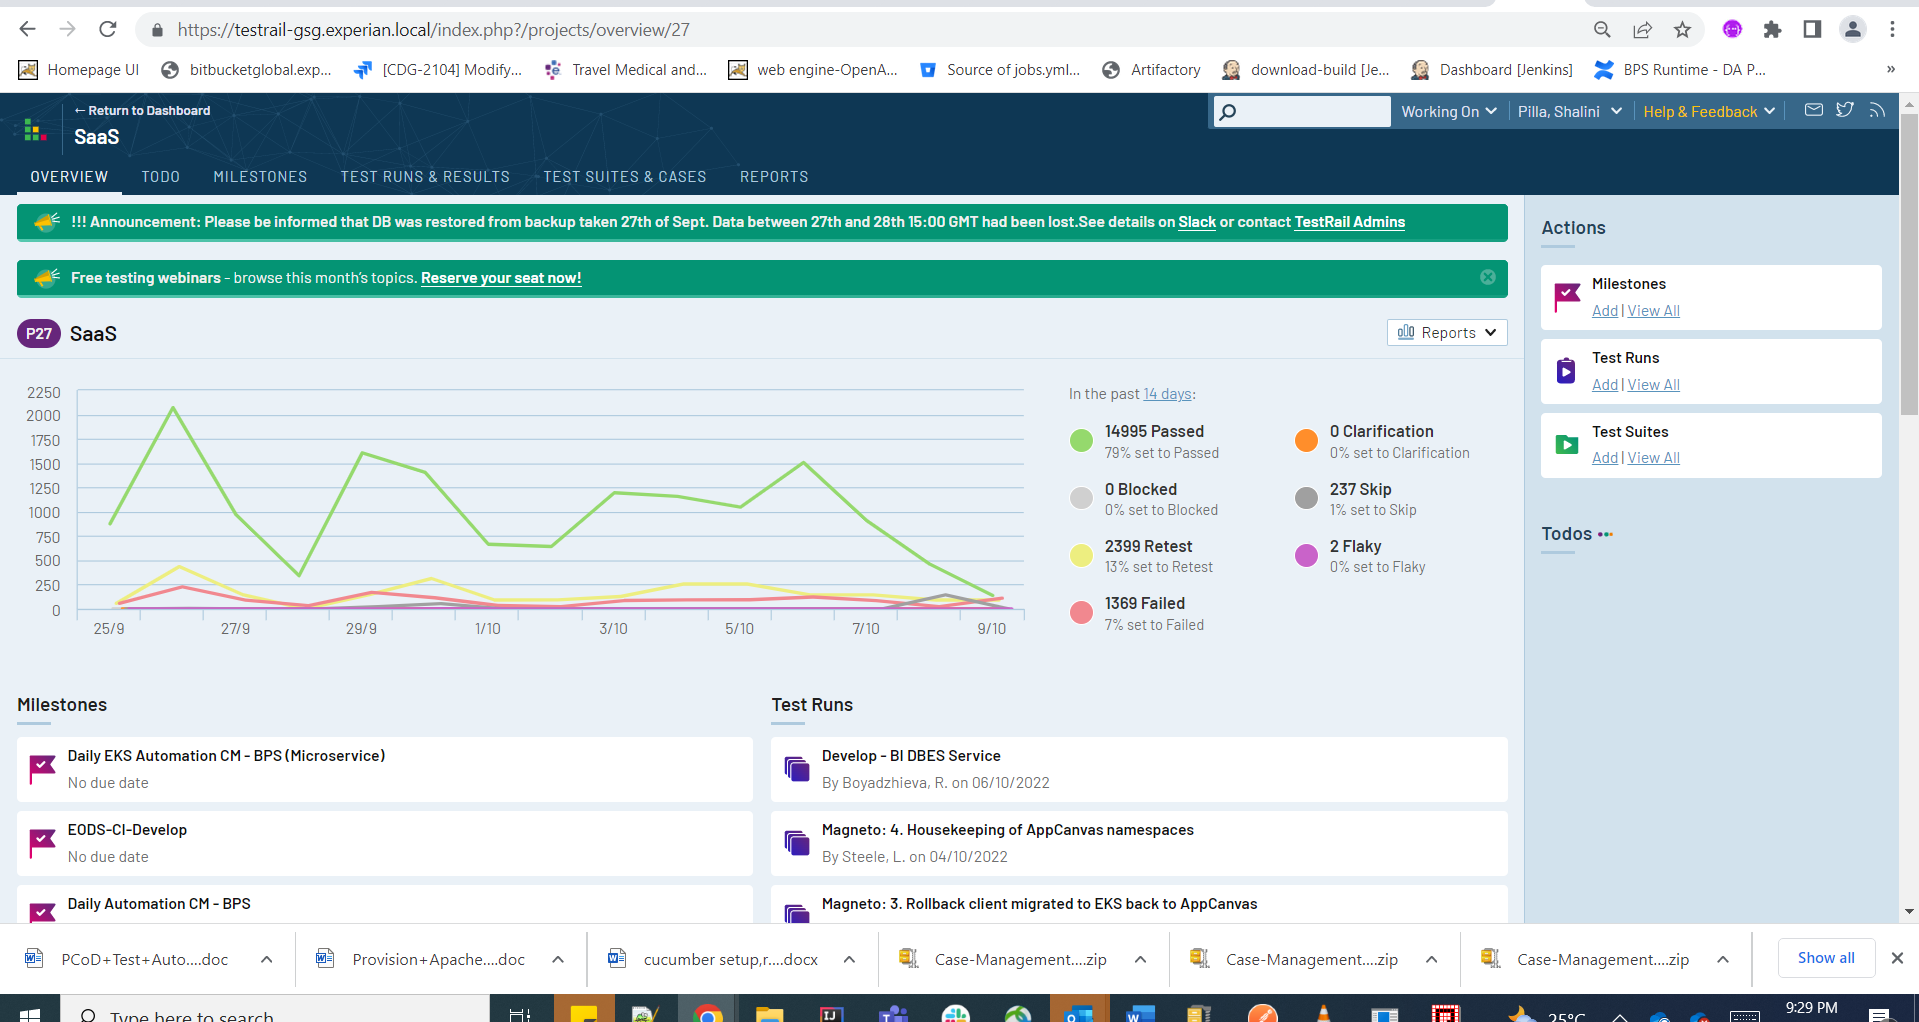 https://testrail-gsg.experian.local/index.php?/projects/overview/27
Homepage UI
bitbucketglobal.exp...
[CDG-2104] Modify,...
Travel Medical and...
web engine-OpenA...
Source of jobs.yml...
Artifactory
download-build [Je...
Dashboard [Jenkins]
BPS Runtime - DA P...
»
← Return to Dashboard
SaaS
Working On
Pilla, Shalini
Help & Feedback
OVERVIEW
TODO
MILESTONES
TEST RUNS & RESULTS
TEST SUITES & CASES
REPORTS
!!! Announcement: Please be informed that DB was restored from backup taken 27th of Sept. Data between 27th and 28th 15:00 GMT had been lost.See details on Slack or contact TestRail Admins
Free testing webinars - browse this month's topics. Reserve your seat now!
P27 SaaS
Reports
2250
2000
1750
1500
1250
1000
750
500
250
0
25/9
27/9
29/9
1/10
3/10
5/10
7/10
9/10
In the past 14 days:
14995 Passed
79% set to Passed
0 Blocked
0% set to Blocked
2399 Retest
13% set to Retest
1369 Failed
7% set to Failed
0 Clarification
0% set to Clarification
237 Skip
1% set to Skip
2 Flaky
0% set to Flaky
Actions
Milestones
Add | View All
Test Runs
Add | View All
Test Suites
Add | View All
Todos
Milestones
Daily EKS Automation CM - BPS (Microservice)
No due date
EODS-CI-Develop
No due date
Daily Automation CM - BPS
Test Runs
Develop - BI DBES Service
By Boyadzhieva, R. on 06/10/2022
Magneto: 4. Housekeeping of AppCanvas namespaces
By Steele, L. on 04/10/2022
Magneto: 3. Rollback client migrated to EKS back to AppCanvas
PCoD+Test+Auto....doc
Provision+Apache....doc
cucumber setup,r....docx
Case-Management....zip
Case-Management....zip
Case-Management....zip
Show all
Type here to search
25°C
9:29 PM